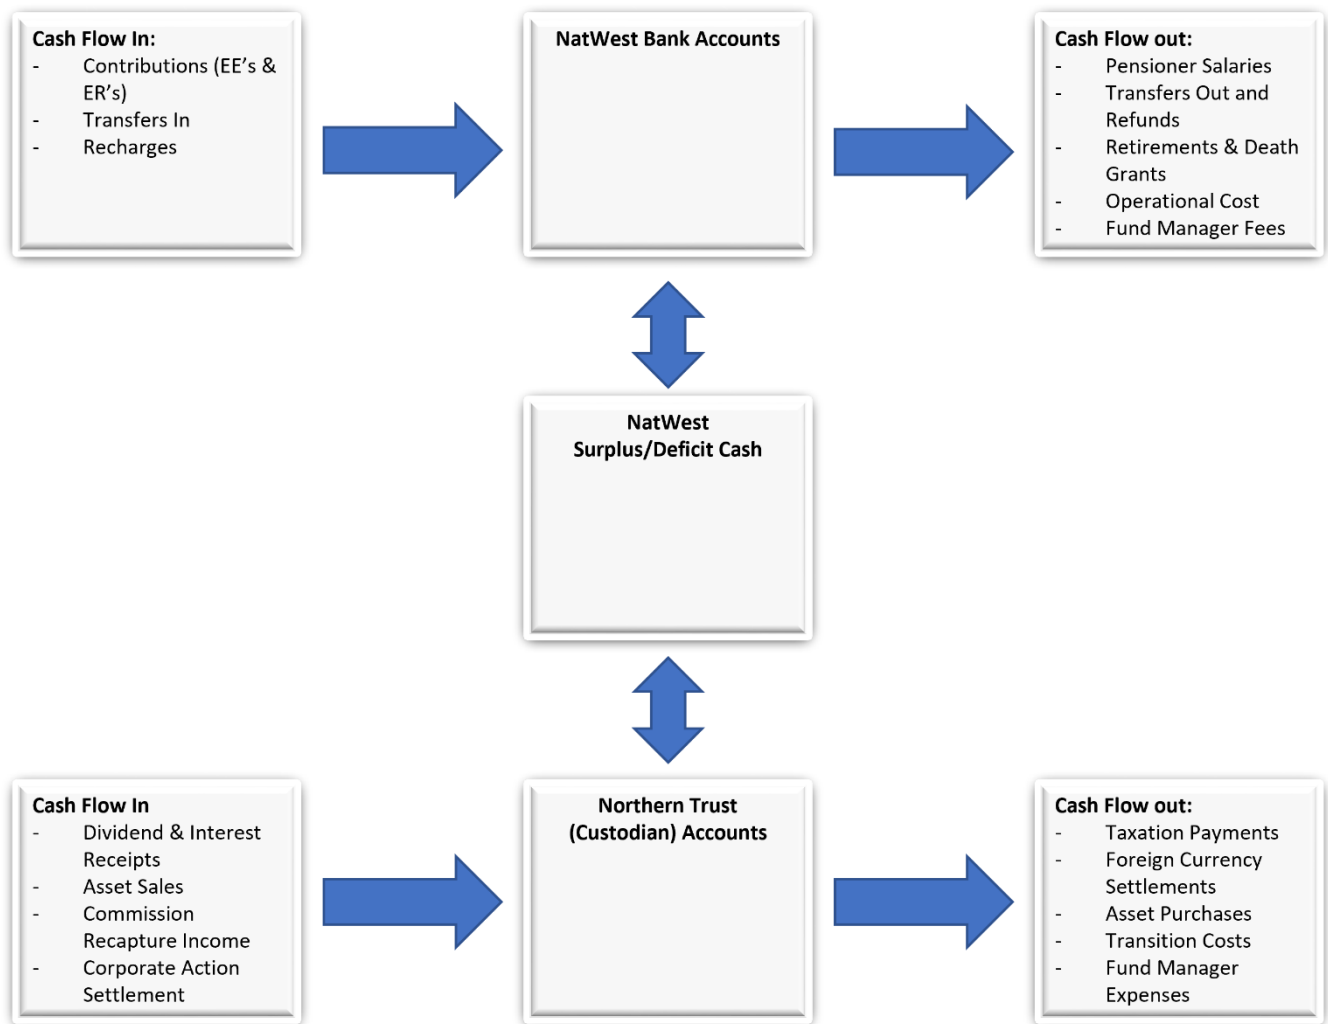 Cash Flow In:
- Contributions (EE's &
ER's)
- Transfers In
- Recharges
NatWest Bank Accounts
Cash Flow out:
- Pensioner Salaries
- Transfers Out and
Refunds
- Retirements & Death
Grants
- Operational Cost
- Fund Manager Fees
NatWest
Surplus/Deficit Cash
Cash Flow In
- Dividend & Interest
Receipts
- Asset Sales
- Commission
Recapture Income
- Corporate Action
Settlement
Northern Trust
(Custodian) Accounts
Cash Flow out:
- Taxation Payments
- Foreign Currency
Settlements
- Asset Purchases
- Transition Costs
- Fund Manager
Expenses